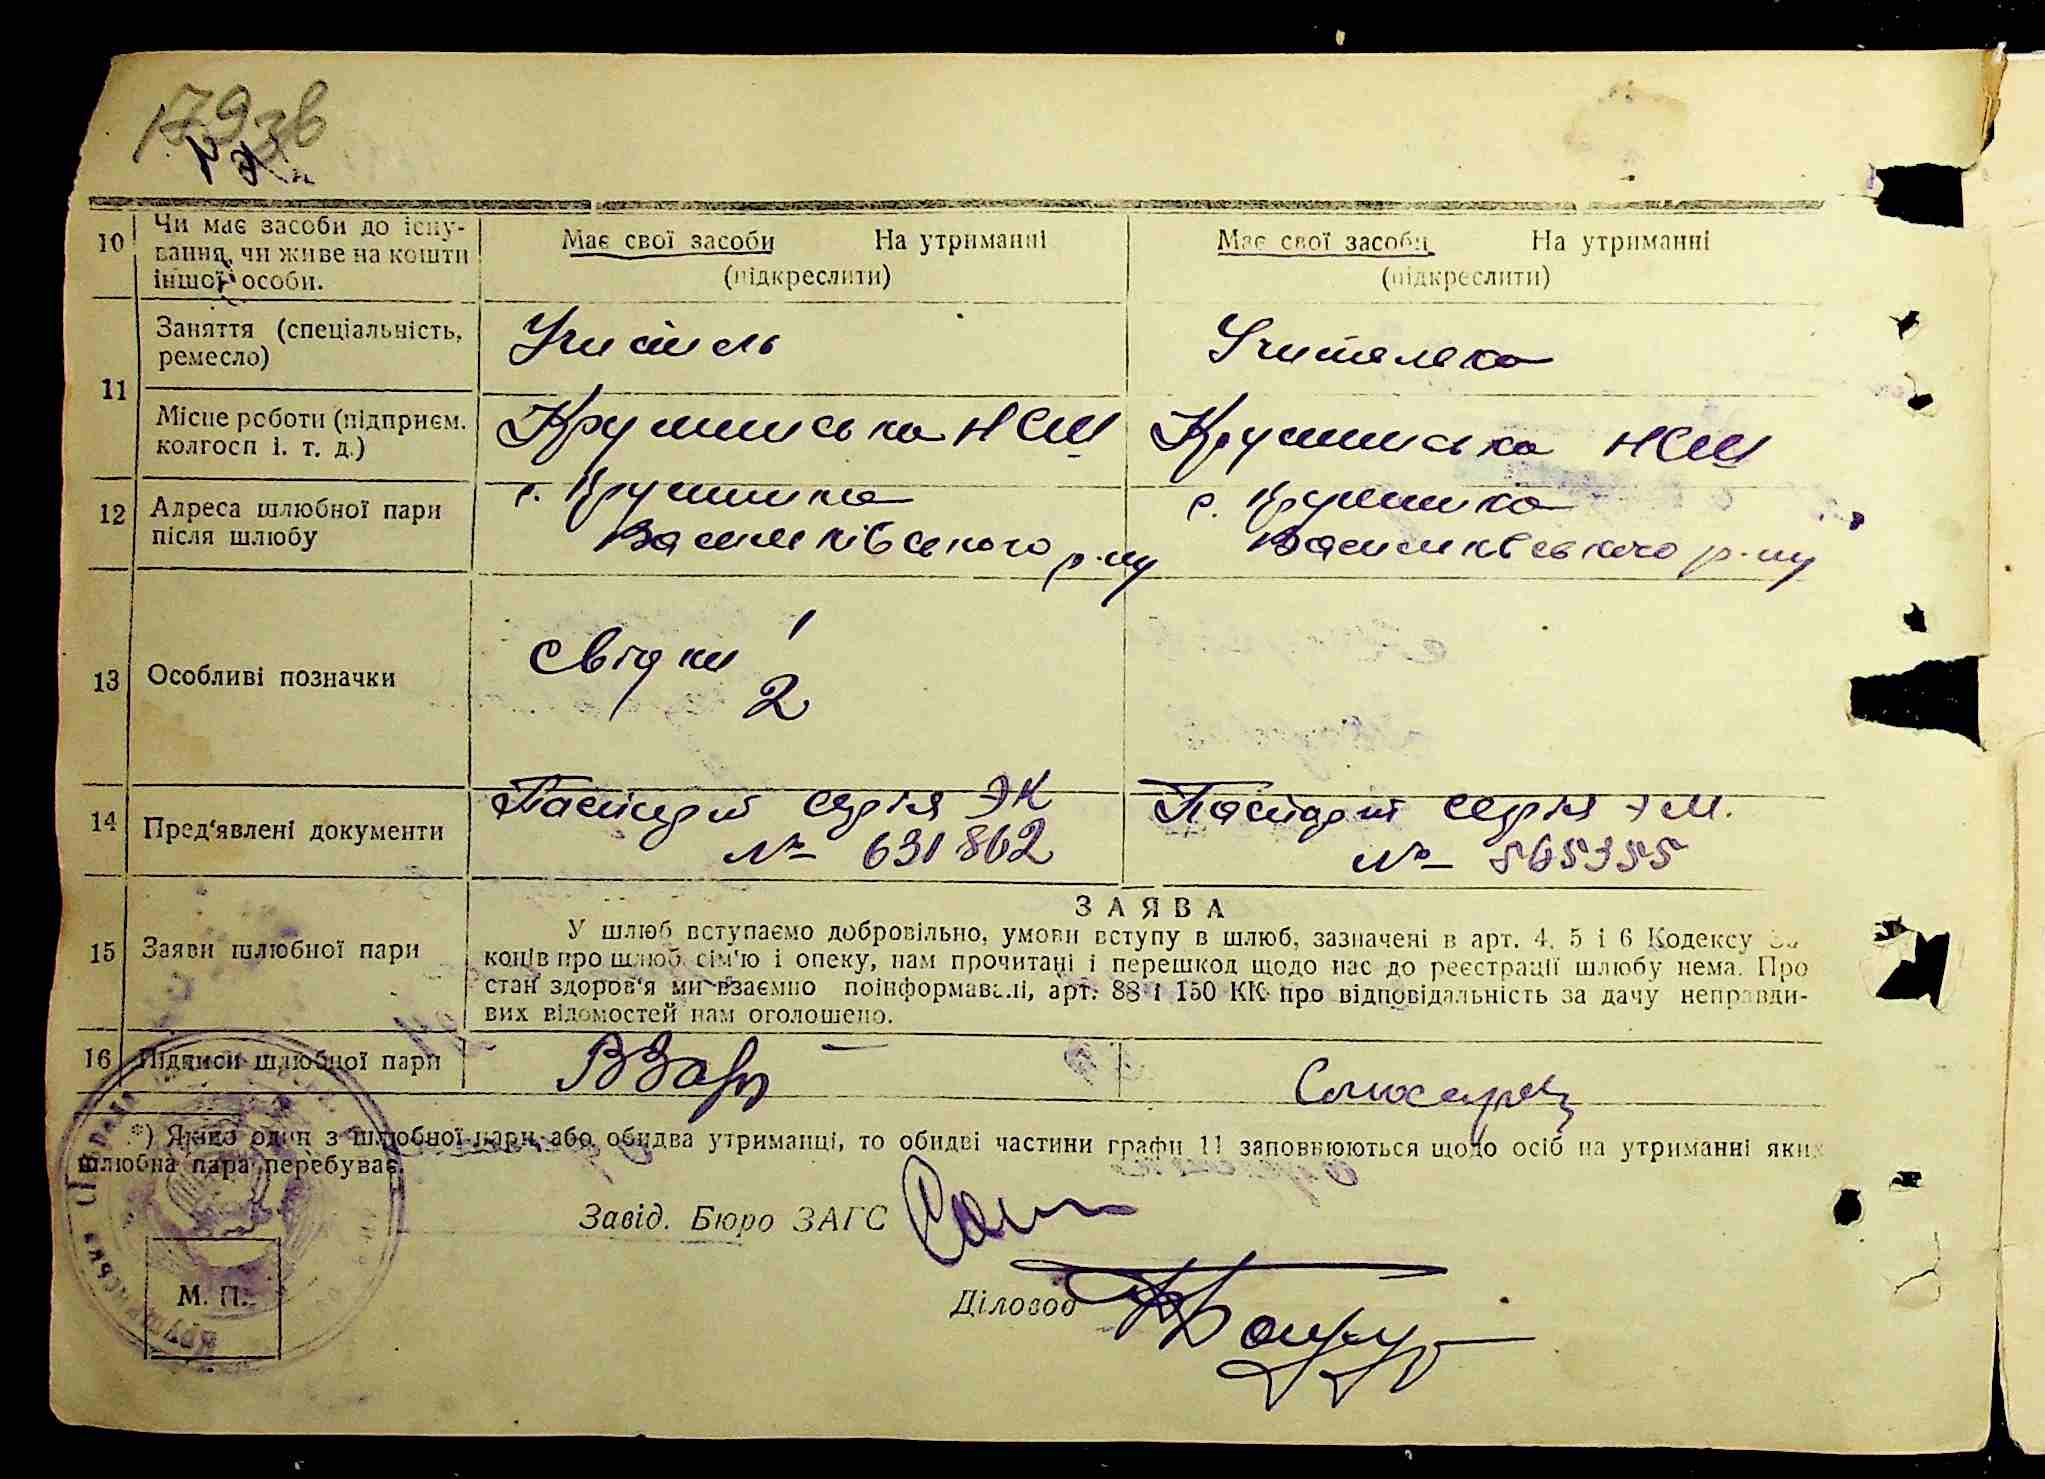 179зв
10 Чи має засоби до існу-
вання, чи живе на кошти
іншої особи.
Має свої засоби На утриманні
(підкреслити)
Має свої засоби На утриманні
(підкреслити)
11 Заняття (спеціальність,
ремесло)
Учитель
Учителька
Місце роботи (підприєм.
колгосп і. т. д.)
Крушинська НСШ
Крушинська НСШ
12 Адреса шлюбної пари
після шлюбу
с. Крушинка
Васильківського р-ну
с. Крушинка
Васильківського р-ну
13 Особливі позначки
Свідки 1
2
14 Пред'явлені документи
Паспорт серія ЭК
№ 631862
Паспорт серія ЭМ.
№ 565355
15 Заяви шлюбної пари
ЗАЯВА
У шлюб вступаємо добровільно, умови вступу в шлюб, зазначені в арт. 4, 5 і 6 Кодексу За
конів про шлюб, сім'ю і опеку, нам прочитані і перешкод щодо нас до реєстрації шлюбу нема. Про
стан здоров'я ми взаємно поінформавалі, арт. 88 і 150 КК про відповідальність за дачу неправди-
вих відомостей нам оголошено.
16 Підписи шлюбної пари
*) Якщо один з шлюбної пари, або обидва утриманці, то обидві частини графи 11 заповнюються щодо осіб на утриманні яких
шлюбна пара перебуває.
Завід. Бюро ЗАГС
Діловод
М. П.